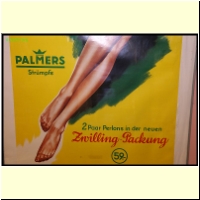 PALMERS
Strümpfe
2 Paar Perlons in der neuen
Zwilling-Packung
59.-